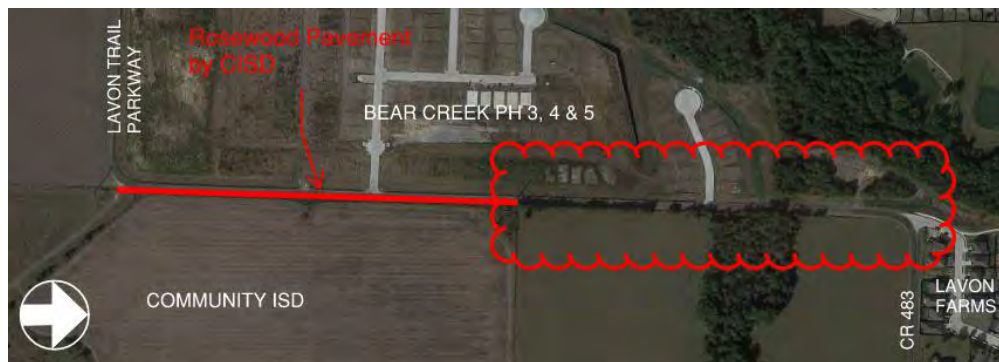 LAVON TRAIL
PARKWAY
Rosewood Pavement
by CISD
BEAR CREEK PH 3, 4 & 5
COMMUNITY ISD
CR 483
LAVON
FARMS